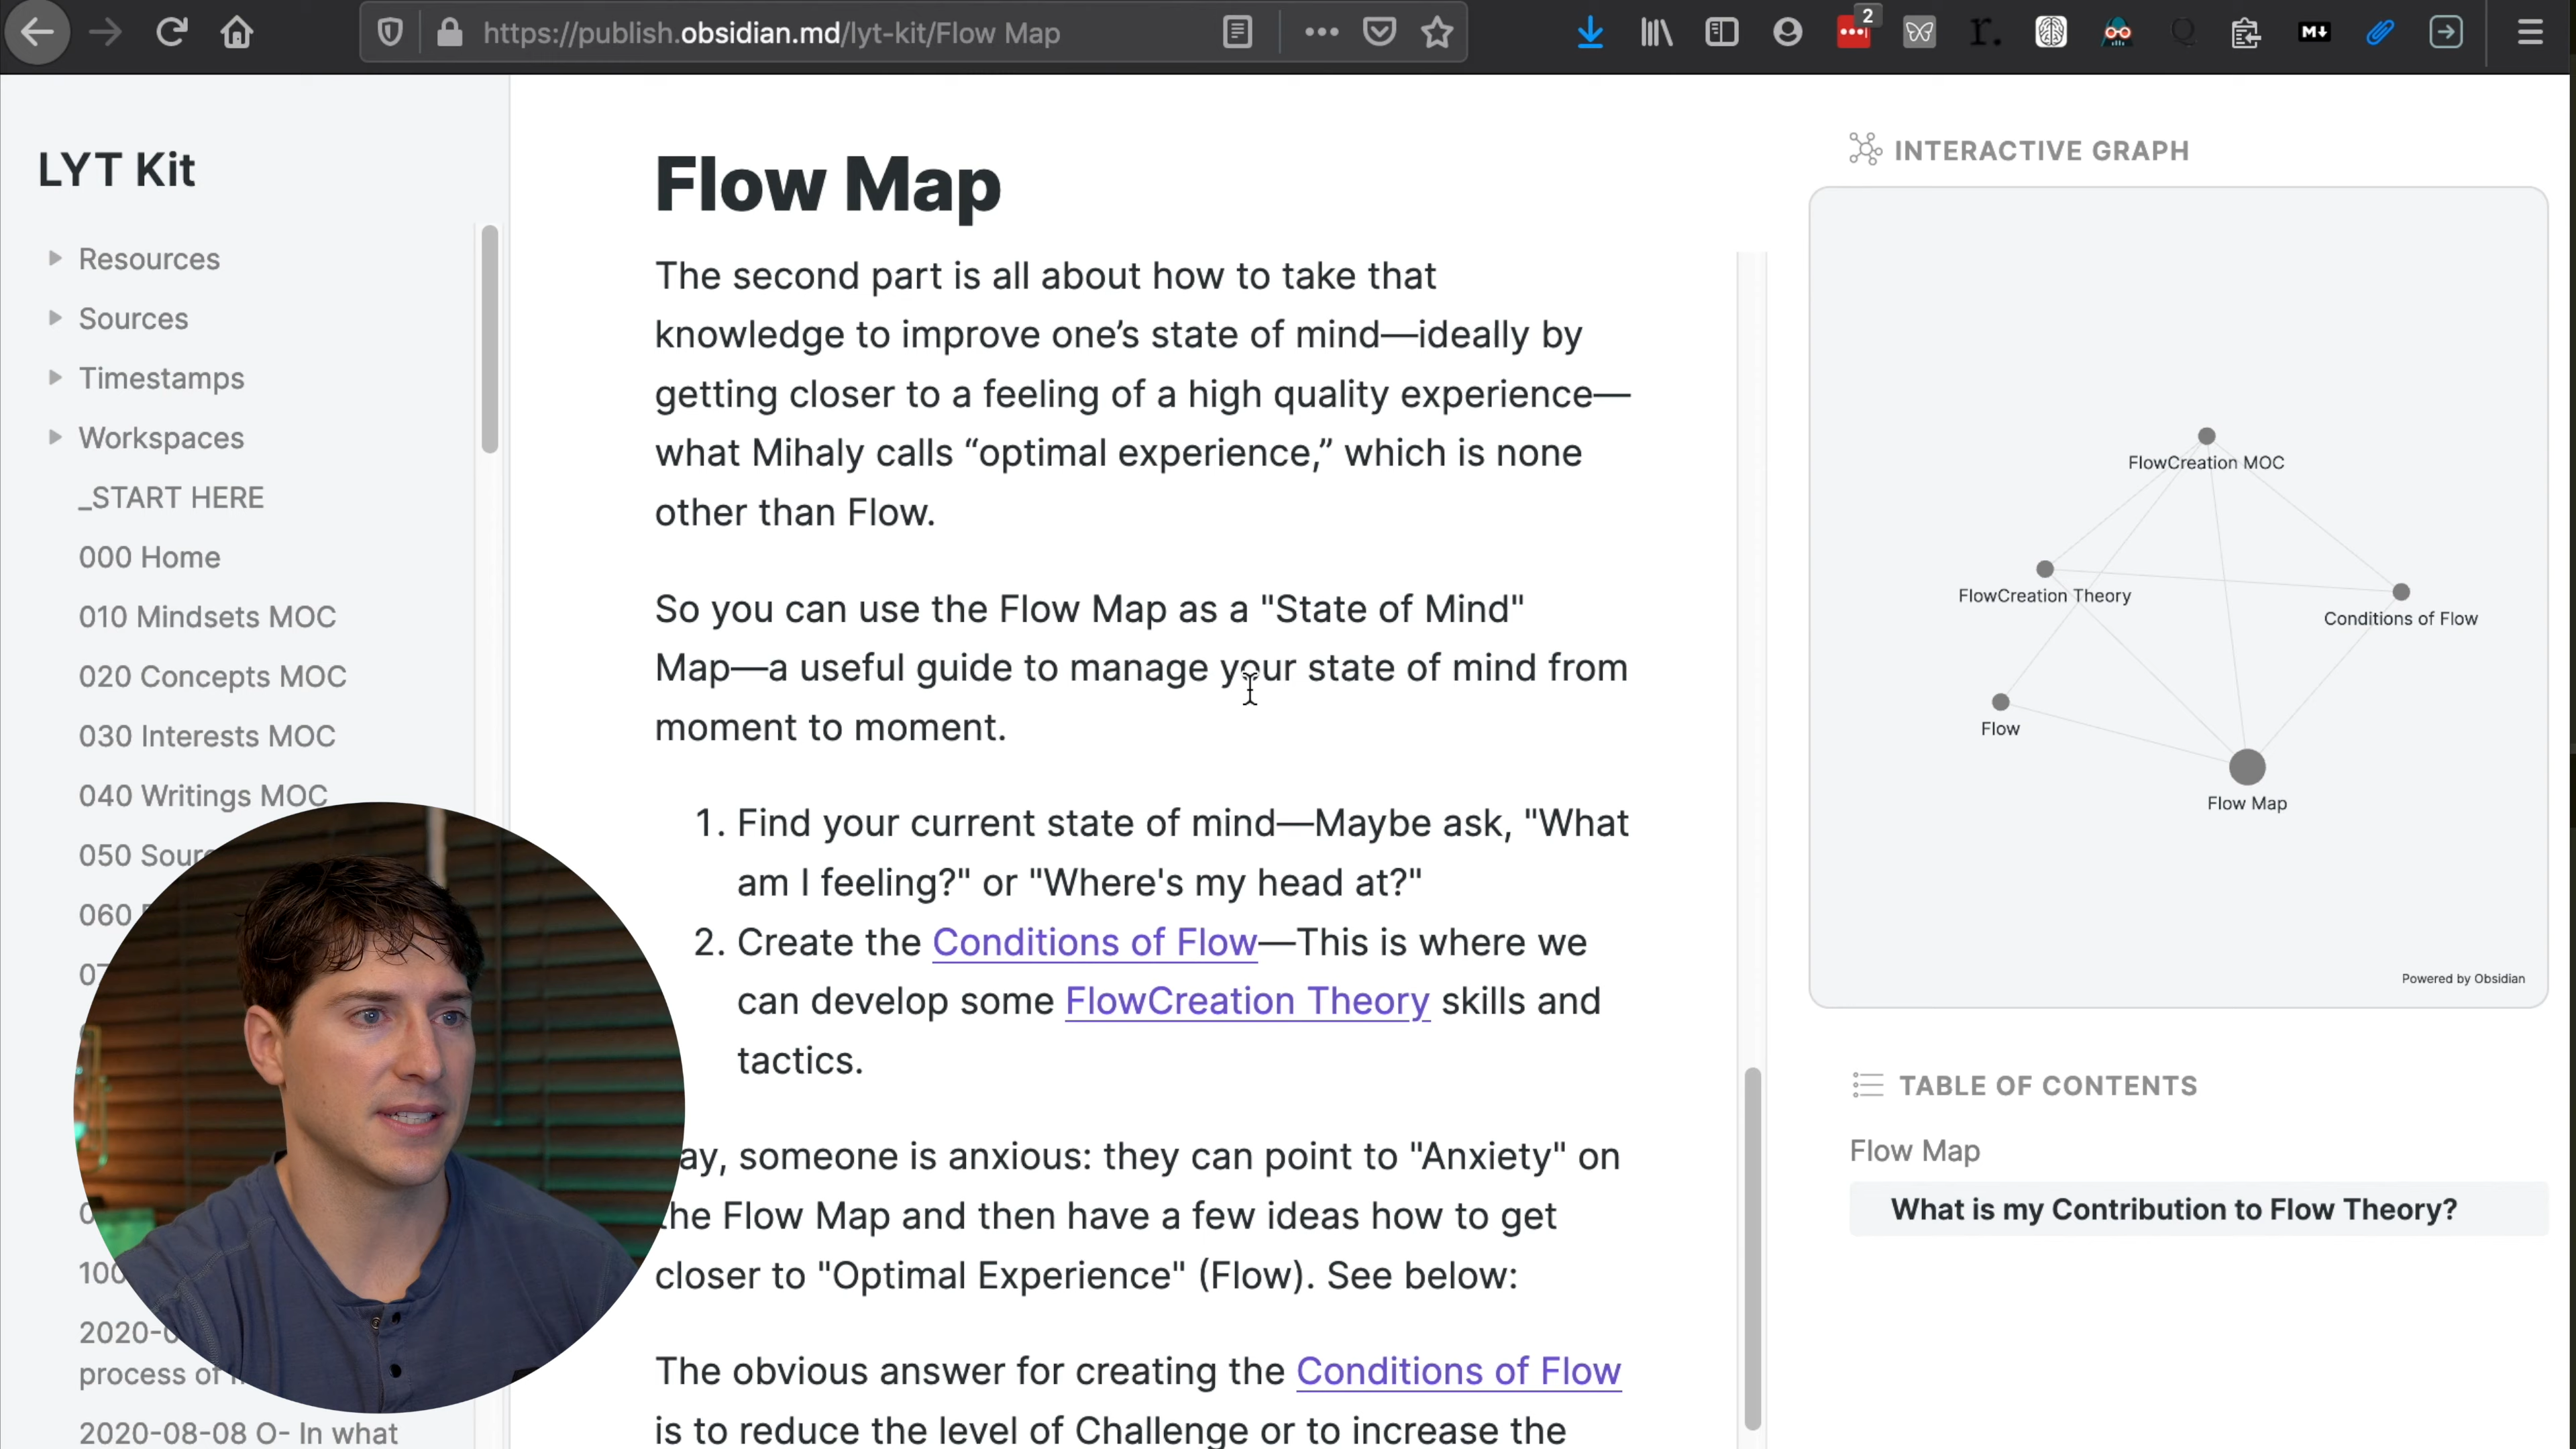 https://publish.obsidian.md/lyt-kit/Flow Map
2
r.
M
LYT Kit
Resources
Sources
Timestamps
Workspaces
_START HERE
000 Home
010 Mindsets MOC
020 Concepts MOC
030 Interests MOC
040 Writings MOC
050
060
100
process of
2020-08-08 O- In what
Flow Map
The second part is all about how to take that
knowledge to improve one’s state of mind—ideally by
getting closer to a feeling of a high quality experience—
what Mihaly calls “optimal experience,” which is none
other than Flow.
So you can use the Flow Map as a "State of Mind"
Map—a useful guide to manage your state of mind from
moment to moment.
1. Find your current state of mind—Maybe ask, "What
am I feeling?" or "Where's my head at?"
2. Create the Conditions of Flow—This is where we
can develop some FlowCreation Theory skills and
tactics.
someone is anxious: they can point to "Anxiety" on
the Flow Map and then have a few ideas how to get
closer to "Optimal Experience" (Flow). See below:
The obvious answer for creating the Conditions of Flow
is to reduce the level of Challenge or to increase the
INTERACTIVE GRAPH
FlowCreation MOC
FlowCreation Theory
Conditions of Flow
Flow
Flow Map
Powered by Obsidian
TABLE OF CONTENTS
Flow Map
What is my Contribution to Flow Theory?